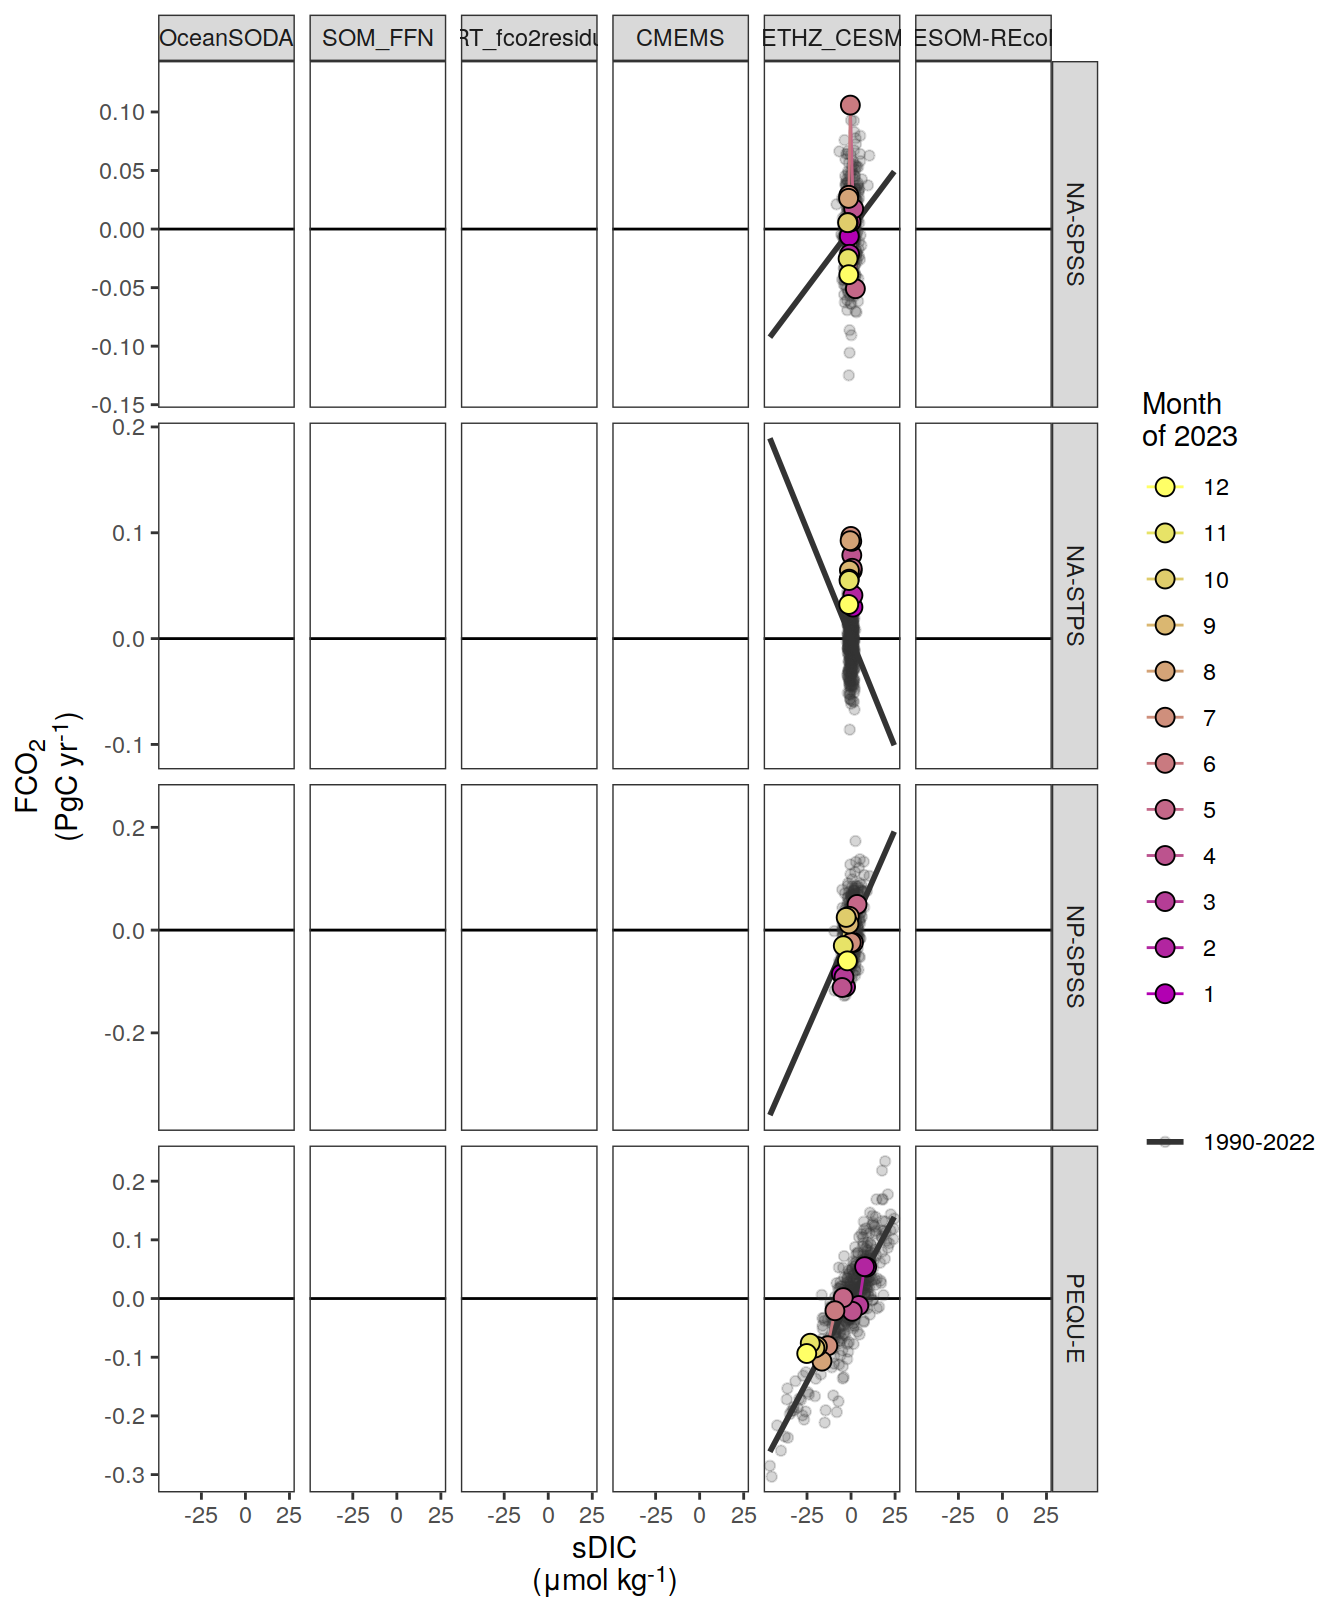 OceanSODA SOM_FFN RT_fco2residu CMEMS ETHZ_CESM ESOM-REcol
0.10
0.05
0.00
-0.05
-0.10
-0.15
NA-SPSS
0.2
0.1
0.0
-0.1
NA-STPS
0.2
0.0
-0.2
NP-SPSS
0.2
0.1
0.0
-0.1
-0.2
-0.3
PEQU-E
-25 0 25 -25 0 25 -25 0 25 -25 0 25 -25 0 25 -25 0 25
sDIC
(µmol kg⁻¹)
FCO₂
(PgC yr⁻¹)
Month
of 2023
12
11
10
9
8
7
6
5
4
3
2
1
1990-2022